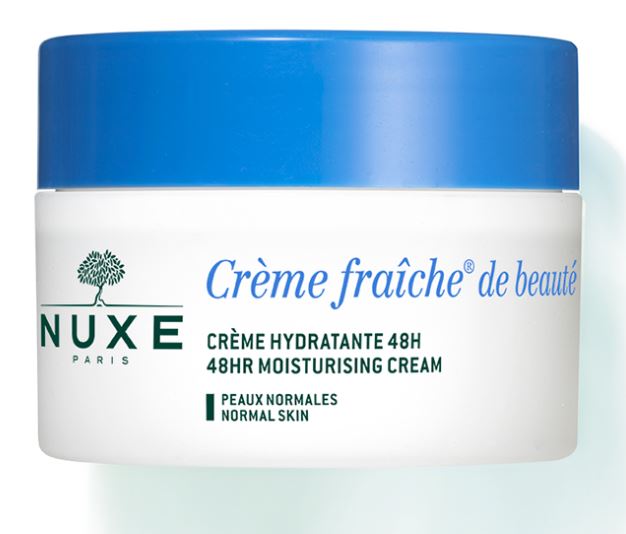 Crème fraîche® de beauté
NUXE
PARIS
CRÈME HYDRATANTE 48H
48HR MOISTURISING CREAM
PEAUX NORMALES
NORMAL SKIN